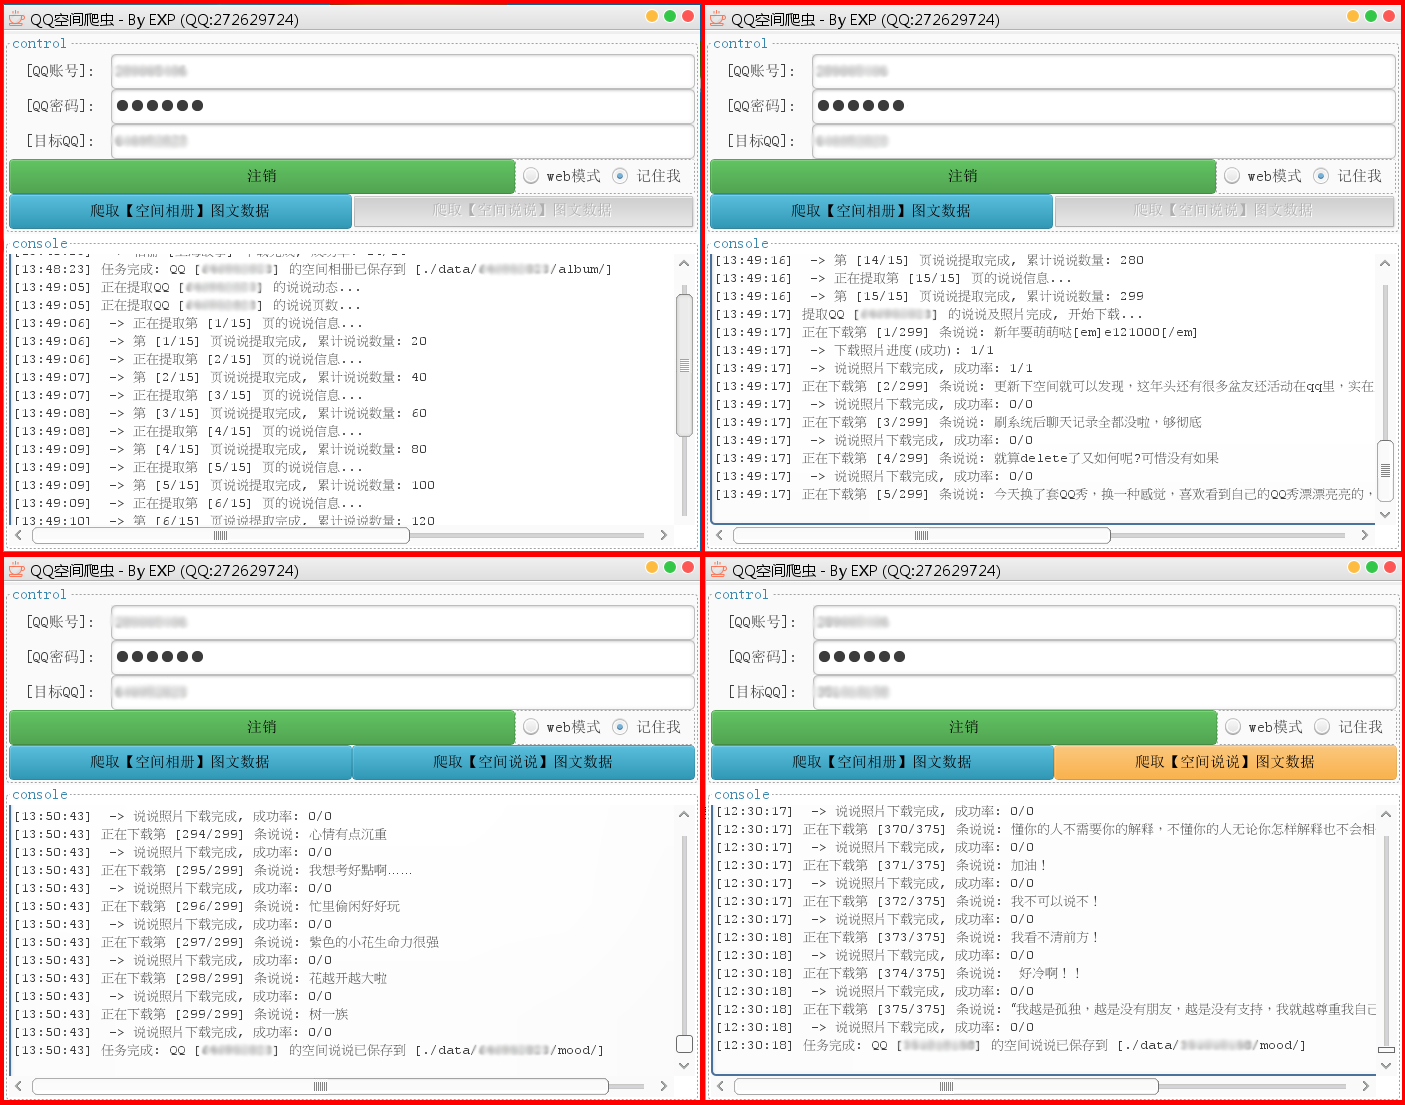 QQ空间爬虫 - By EXP (QQ:272629724)
control
[QQ账号]:
[QQ密码]: ●●●●●●
[目标QQ]:
注销 web模式 记住我
爬取【空间相册】图文数据 爬取【空间说说】图文数据
console
[13:48:23] 任务完成: QQ [ ] 的空间相册已保存到 [./data/ /album/]
[13:49:05] 正在提取QQ [ ] 的说说动态...
[13:49:05] 正在提取QQ [ ] 的说说页数...
[13:49:06] -> 正在提取第 [1/15] 页的说说信息...
[13:49:06] -> 第 [1/15] 页说说提取完成, 累计说说数量: 20
[13:49:06] -> 正在提取第 [2/15] 页的说说信息...
[13:49:07] -> 第 [2/15] 页说说提取完成, 累计说说数量: 40
[13:49:07] -> 正在提取第 [3/15] 页的说说信息...
[13:49:08] -> 第 [3/15] 页说说提取完成, 累计说说数量: 60
[13:49:08] -> 正在提取第 [4/15] 页的说说信息...
[13:49:09] -> 第 [4/15] 页说说提取完成, 累计说说数量: 80
[13:49:09] -> 正在提取第 [5/15] 页的说说信息...
[13:49:09] -> 第 [5/15] 页说说提取完成, 累计说说数量: 100
[13:49:09] -> 正在提取第 [6/15] 页的说说信息...
[13:49:10] -> 第 [6/15] 页说说提取完成, 累计说说数量: 120
QQ空间爬虫 - By EXP (QQ:272629724)
control
[QQ账号]:
[QQ密码]: ●●●●●●
[目标QQ]:
注销 web模式 记住我
爬取【空间相册】图文数据 爬取【空间说说】图文数据
console
[13:49:16] -> 第 [14/15] 页说说提取完成, 累计说说数量: 280
[13:49:16] -> 正在提取第 [15/15] 页的说说信息...
[13:49:16] -> 第 [15/15] 页说说提取完成, 累计说说数量: 299
[13:49:17] 提取QQ [ ] 的说说及照片完成, 开始下载...
[13:49:17] 正在下载第 [1/299] 条说说: 新年要萌萌哒[em]e121000[/em]
[13:49:17] -> 下载照片进度(成功): 1/1
[13:49:17] -> 说说照片下载完成, 成功率: 1/1
[13:49:17] 正在下载第 [2/299] 条说说: 更新下空间就可以发现，这年头还有很多盆友还活动在qq里，实在
[13:49:17] -> 说说照片下载完成, 成功率: 0/0
[13:49:17] 正在下载第 [3/299] 条说说: 刷系统后聊天记录全都没啦，够彻底
[13:49:17] -> 说说照片下载完成, 成功率: 0/0
[13:49:17] 正在下载第 [4/299] 条说说: 就算delete了又如何呢?可惜没有如果
[13:49:17] -> 说说照片下载完成, 成功率: 0/0
[13:49:17] 正在下载第 [5/299] 条说说: 今天换了套QQ秀，换一种感觉，喜欢看到自己的QQ秀漂漂亮亮的，
QQ空间爬虫 - By EXP (QQ:272629724)
control
[QQ账号]:
[QQ密码]: ●●●●●●
[目标QQ]:
注销 web模式 记住我
爬取【空间相册】图文数据 爬取【空间说说】图文数据
console
[13:50:43] -> 说说照片下载完成, 成功率: 0/0
[13:50:43] 正在下载第 [294/299] 条说说: 心情有点沉重
[13:50:43] -> 说说照片下载完成, 成功率: 0/0
[13:50:43] 正在下载第 [295/299] 条说说: 我想考好點啊……
[13:50:43] -> 说说照片下载完成, 成功率: 0/0
[13:50:43] 正在下载第 [296/299] 条说说: 忙里偷闲好好玩
[13:50:43] -> 说说照片下载完成, 成功率: 0/0
[13:50:43] 正在下载第 [297/299] 条说说: 紫色的小花生命力很强
[13:50:43] -> 说说照片下载完成, 成功率: 0/0
[13:50:43] 正在下载第 [298/299] 条说说: 花越开越大啦
[13:50:43] -> 说说照片下载完成, 成功率: 0/0
[13:50:43] 正在下载第 [299/299] 条说说: 树一族
[13:50:43] -> 说说照片下载完成, 成功率: 0/0
[13:50:43] 任务完成: QQ [ ] 的空间说说已保存到 [./data/ /mood/]
QQ空间爬虫 - By EXP (QQ:272629724)
control
[QQ账号]:
[QQ密码]: ●●●●●●
[目标QQ]:
注销 web模式 记住我
爬取【空间相册】图文数据 爬取【空间说说】图文数据
console
[12:30:17] -> 说说照片下载完成, 成功率: 0/0
[12:30:17] 正在下载第 [370/375] 条说说: 懂你的人不需要你的解释，不懂你的人无论你怎样解释也不会相
[12:30:17] -> 说说照片下载完成, 成功率: 0/0
[12:30:17] 正在下载第 [371/375] 条说说: 加油！
[12:30:17] -> 说说照片下载完成, 成功率: 0/0
[12:30:17] 正在下载第 [372/375] 条说说: 我不可以说不！
[12:30:17] -> 说说照片下载完成, 成功率: 0/0
[12:30:18] 正在下载第 [373/375] 条说说: 我看不清前方！
[12:30:18] -> 说说照片下载完成, 成功率: 0/0
[12:30:18] 正在下载第 [374/375] 条说说: 好冷啊！！
[12:30:18] -> 说说照片下载完成, 成功率: 0/0
[12:30:18] 正在下载第 [375/375] 条说说: “我越是孤独，越是没有朋友，越是没有支持，我就越尊重我自己
[12:30:18] -> 说说照片下载完成, 成功率: 0/0
[12:30:18] 任务完成: QQ [ ] 的空间说说已保存到 [./data/ /mood/]